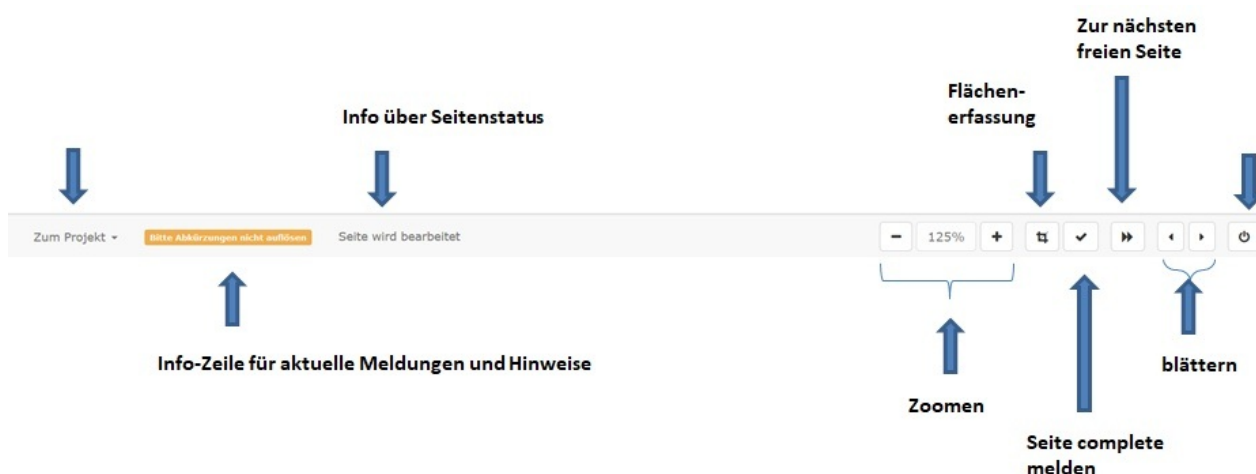 Zur nächsten
freien Seite
Flächen-
erfassung
Info über Seitenstatus
Zum Projekt
Bitte Abkürzungen nicht auflösen
Seite wird bearbeitet
125%
Info-Zeile für aktuelle Meldungen und Hinweise
blättern
Zoomen
Seite complete
melden